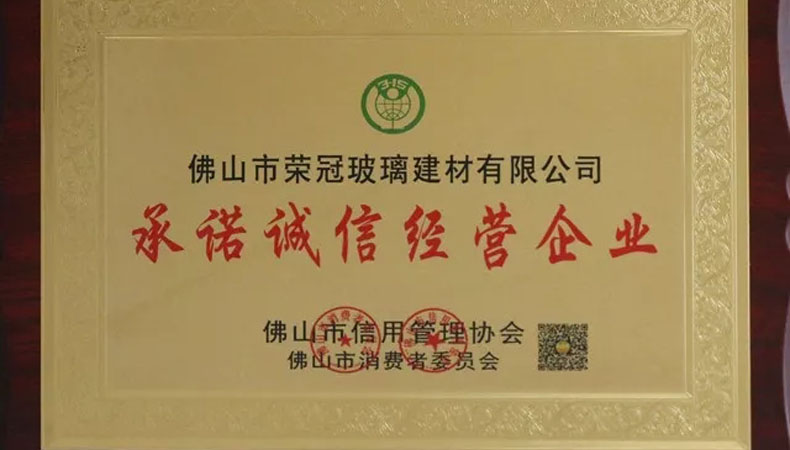 3·15
佛山市荣冠玻璃建材有限公司
承诺诚信经营企业
佛山市信用管理协会
佛山市消费者委员会